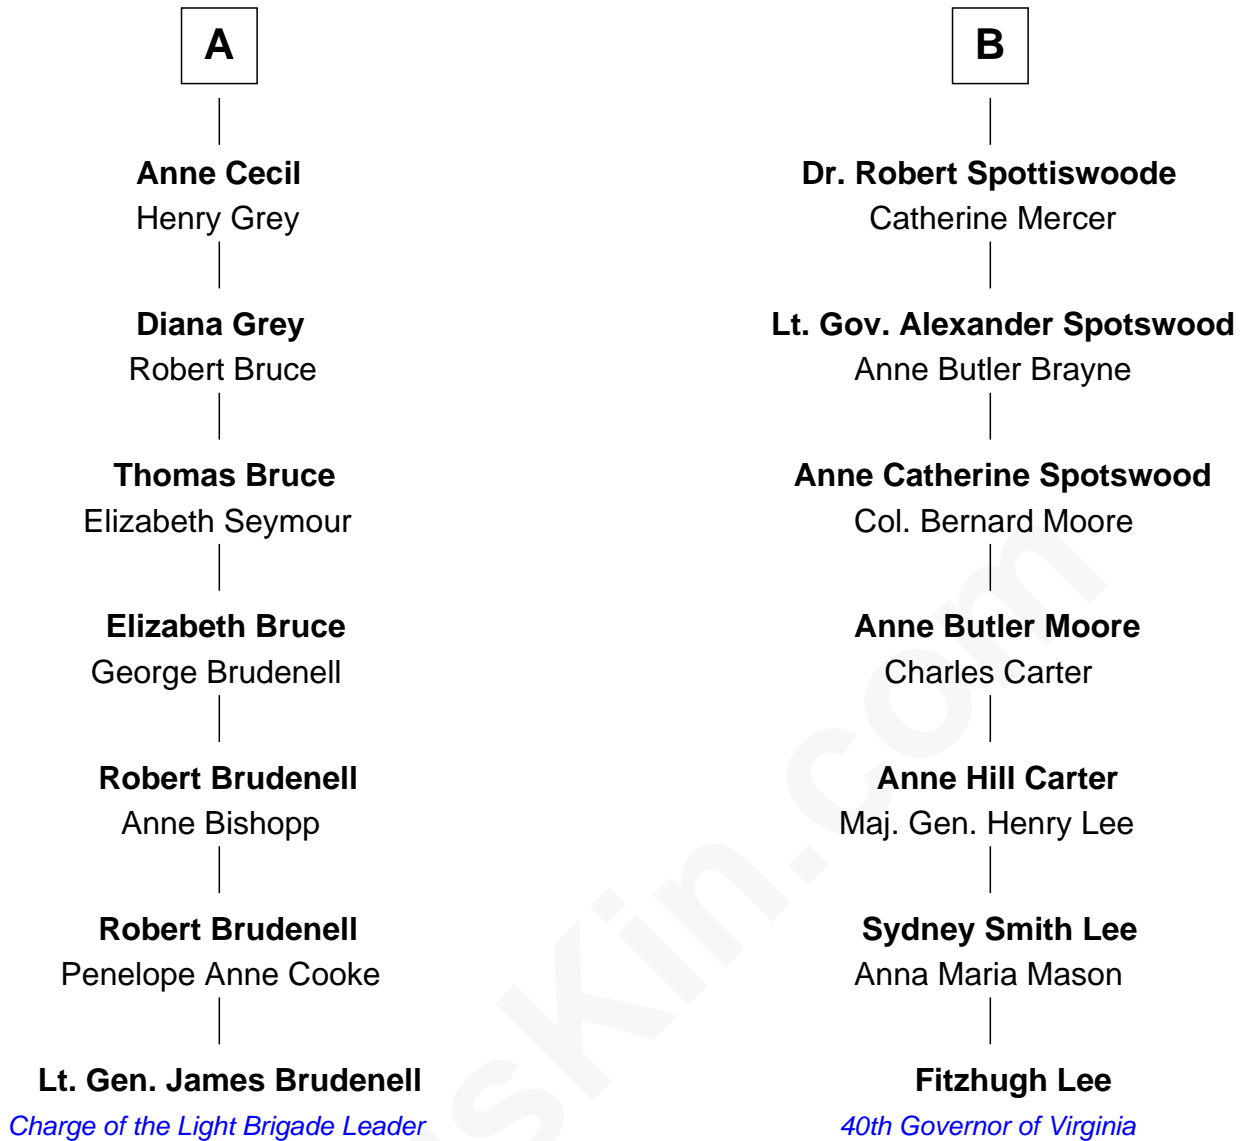 A
Anne Cecil
Henry Grey
Diana Grey
Robert Bruce
Thomas Bruce
Elizabeth Seymour
Elizabeth Bruce
George Brudenell
Robert Brudenell
Anne Bishopp
Robert Brudenell
Penelope Anne Cooke
Lt. Gen. James Brudenell
Charge of the Light Brigade Leader
B
Dr. Robert Spottiswoode
Catherine Mercer
Lt. Gov. Alexander Spotswood
Anne Butler Brayne
Anne Catherine Spotswood
Col. Bernard Moore
Anne Butler Moore
Charles Carter
Anne Hill Carter
Maj. Gen. Henry Lee
Sydney Smith Lee
Anna Maria Mason
Fitzhugh Lee
40th Governor of Virginia
sKin.com